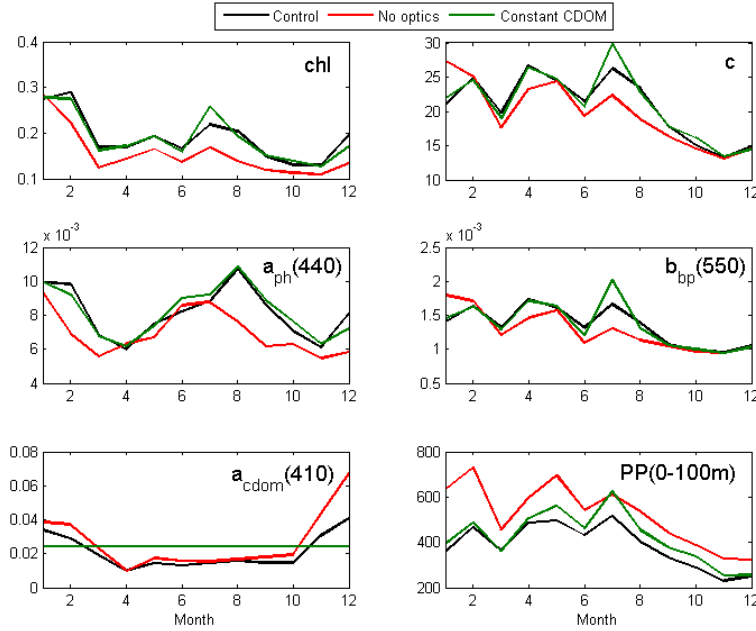 Control No optics Constant CDOM
chl
0.4
0.3
0.2
0.1
2 4 6 8 10 12
c
30
25
20
15
10
2 4 6 8 10 12
x 10⁻³
a_ph(440)
12
10
8
6
4
2 4 6 8 10 12
x 10⁻³
b_bp(550)
2.5
2
1.5
1
0.5
2 4 6 8 10 12
a_cdom(410)
0.08
0.06
0.04
0.02
0
2 4 6 8 10 12
Month
PP(0-100m)
800
600
400
200
2 4 6 8 10 12
Month